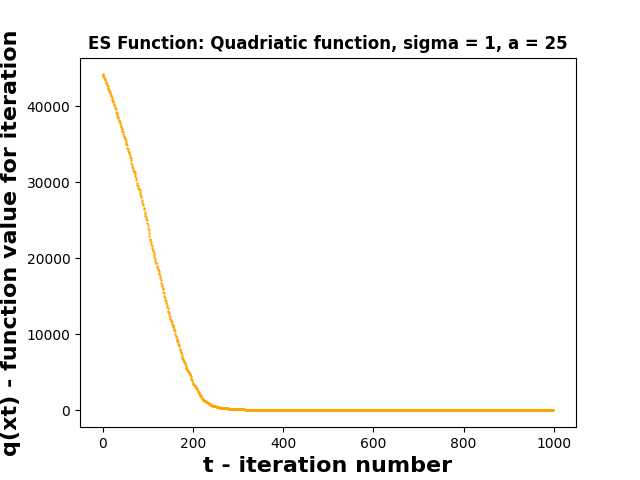 ES Function: Quadriatic function, sigma = 1, a = 25
q(xt) - function value for iteration
40000
30000
20000
10000
0
0 200 400 600 800 1000
t - iteration number